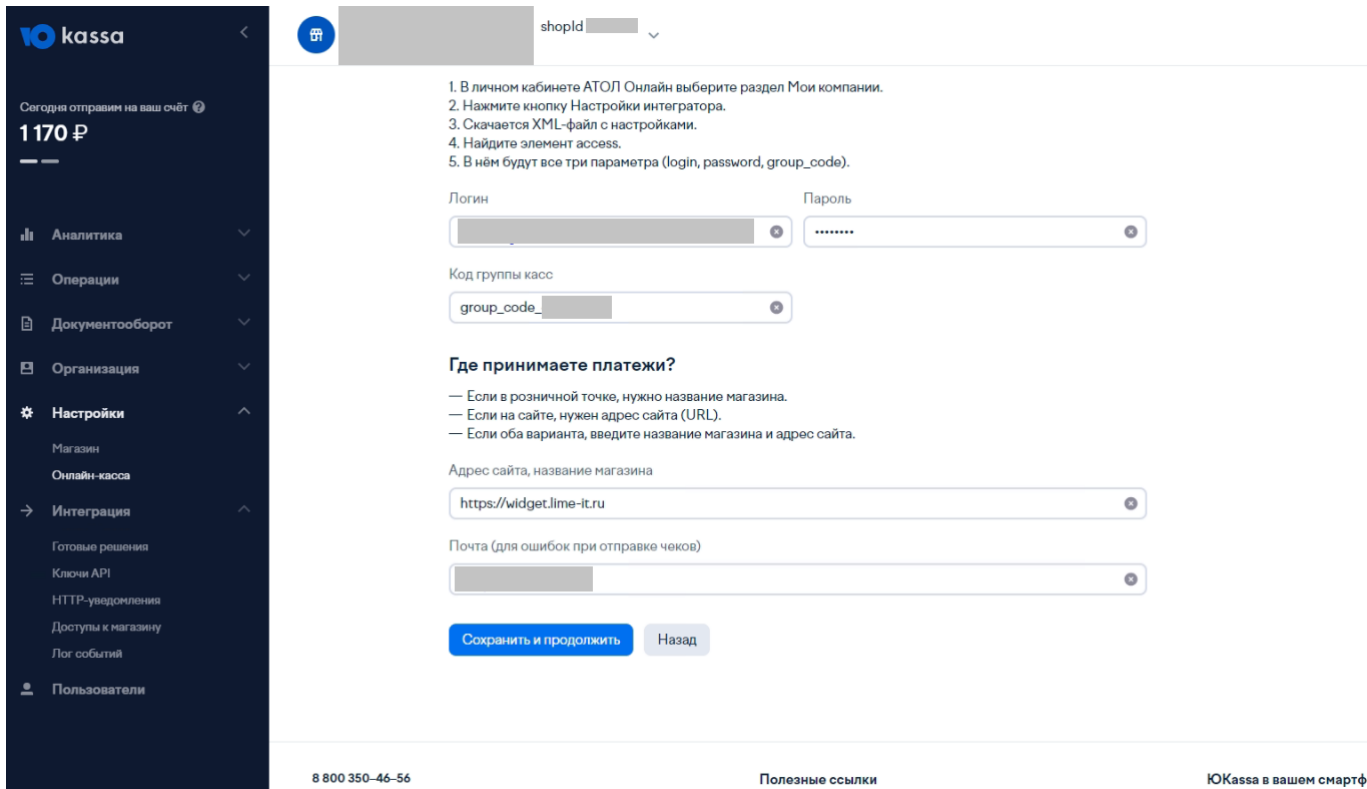 Ю kassa
Сегодня отправим на ваш счёт ?
1 170 ₽
Аналитика
Операции
Документооборот
Организация
Настройки
Магазин
Онлайн-касса
Интеграция
Готовые решения
Ключи API
HTTP-уведомления
Доступы к магазину
Лог событий
Пользователи
shopId
1. В личном кабинете АТОЛ Онлайн выберите раздел Мои компании.
2. Нажмите кнопку Настройки интегратора.
3. Скачается XML-файл с настройками.
4. Найдите элемент access.
5. В нём будут все три параметра (login, password, group_code).
Логин
Пароль
••••••••
Код группы касс
group_code_
Где принимаете платежи?
— Если в розничной точке, нужно название магазина.
— Если на сайте, нужен адрес сайта (URL).
— Если оба варианта, введите название магазина и адрес сайта.
Адрес сайта, название магазина
https://widget.lime-it.ru
Почта (для ошибок при отправке чеков)
Сохранить и продолжить
Назад
8 800 350–46–56
Полезные ссылки
ЮKassa в вашем смартф